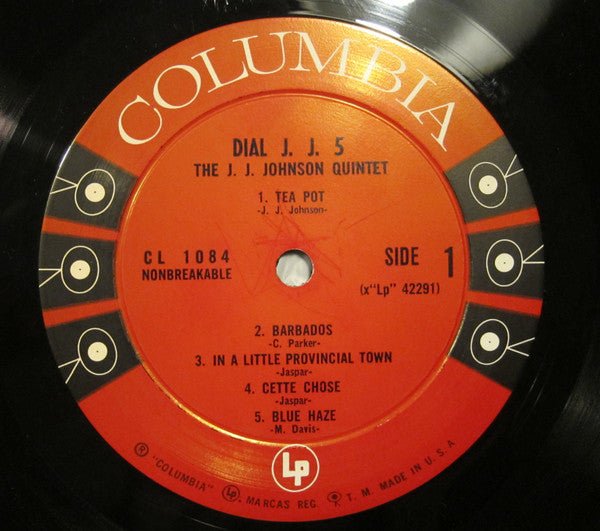 COLUMBIA
DIAL J. J. 5
THE J. J. JOHNSON QUINTET
1. TEA POT
-J. J. Johnson-
CL 1084
NONBREAKABLE
SIDE 1
(x"Lp" 42291)
2. BARBADOS
-C. Parker-
3. IN A LITTLE PROVINCIAL TOWN
-Jaspar-
4. CETTE CHOSE
-Jaspar-
5. BLUE HAZE
-M. Davis-
Lp
® "COLUMBIA" Lp MARCAS REG. T. M. MADE IN U.S.A.